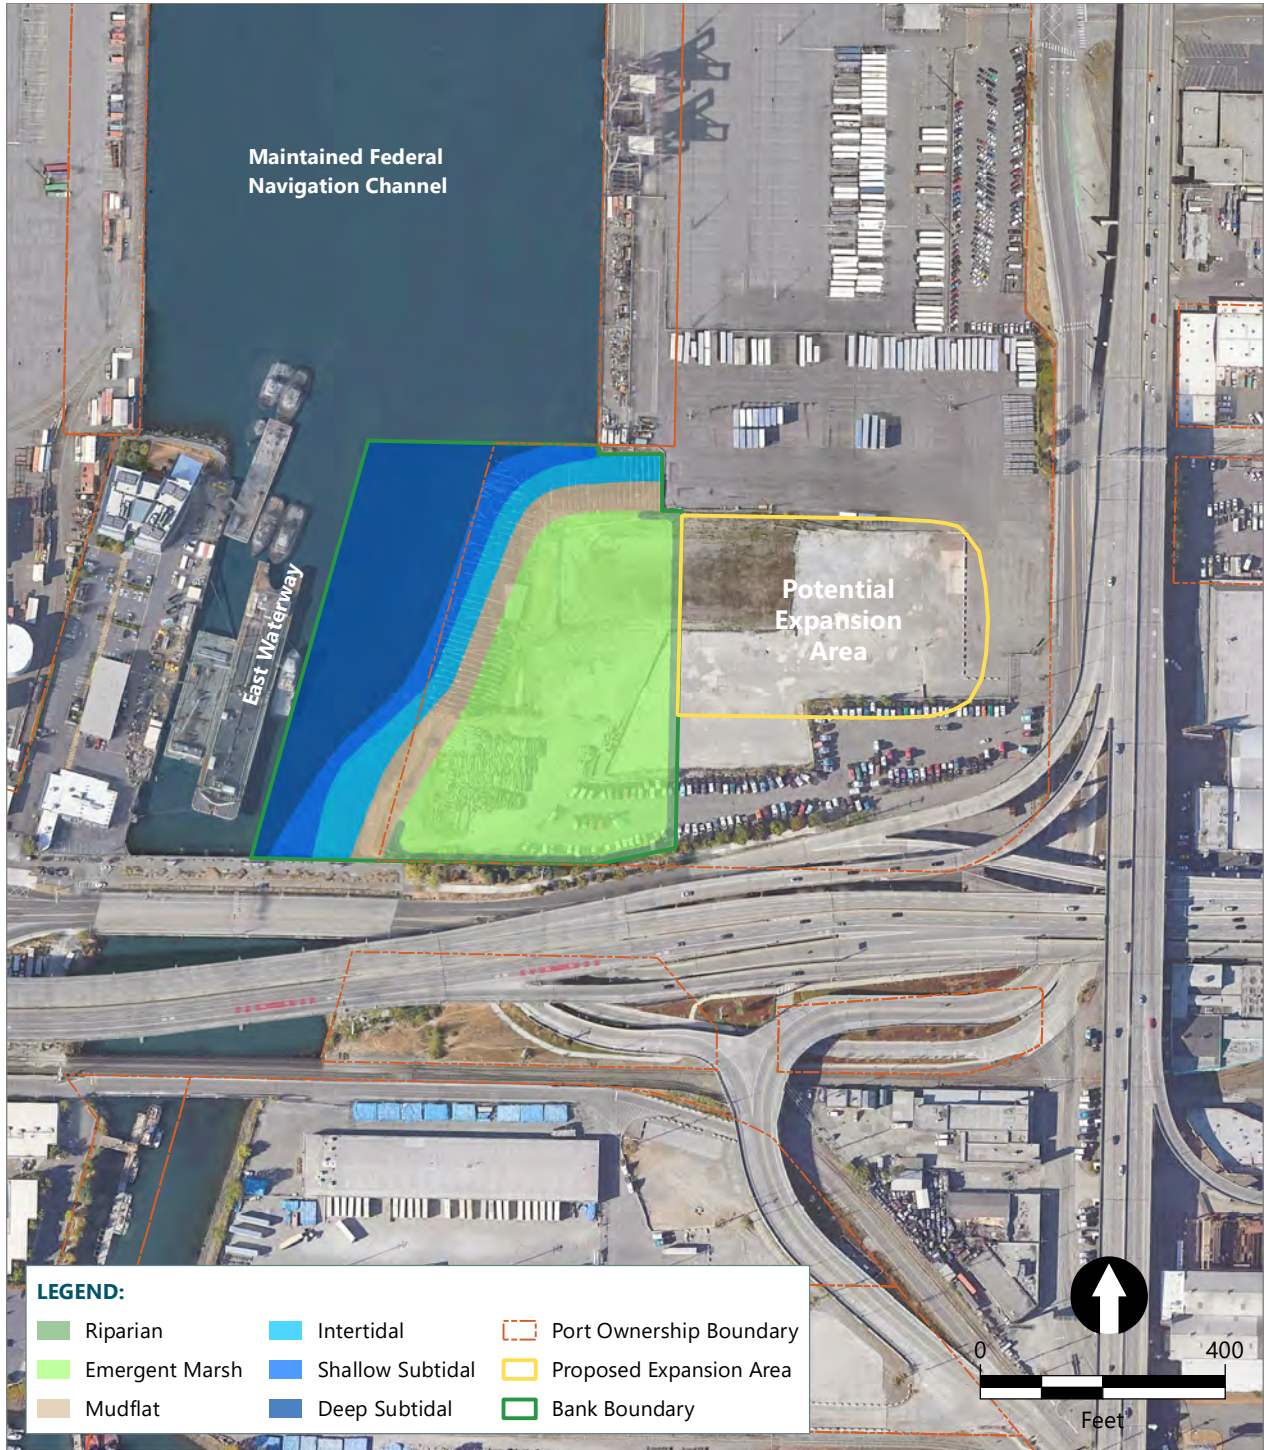 Maintained Federal
Navigation Channel
East Waterway
Potential
Expansion
Area
LEGEND:
Riparian
Emergent Marsh
Mudflat
Intertidal
Shallow Subtidal
Deep Subtidal
Port Ownership Boundary
Proposed Expansion Area
Bank Boundary
0 400
Feet